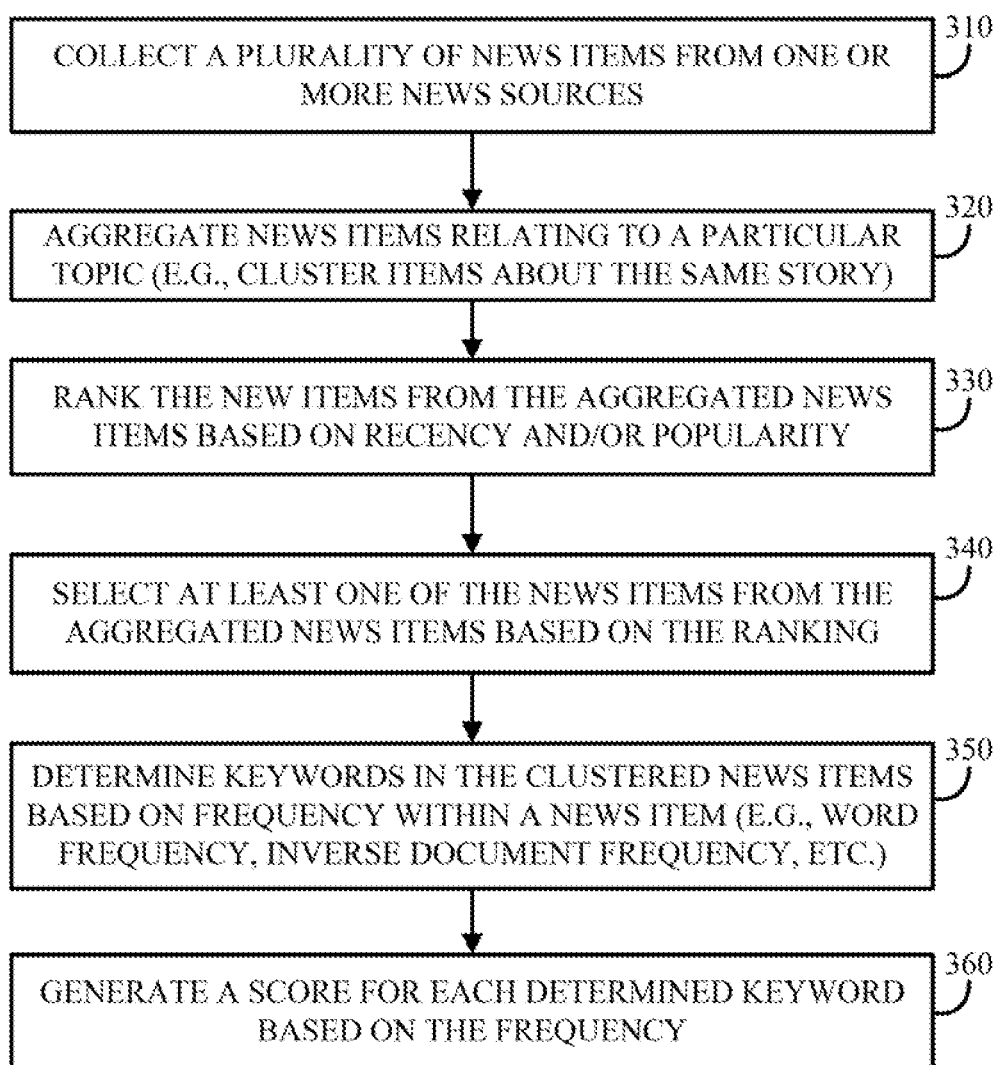 310
COLLECT A PLURALITY OF NEWS ITEMS FROM ONE OR
MORE NEWS SOURCES
320
AGGREGATE NEWS ITEMS RELATING TO A PARTICULAR
TOPIC (E.G., CLUSTER ITEMS ABOUT THE SAME STORY)
330
RANK THE NEW ITEMS FROM THE AGGREGATED NEWS
ITEMS BASED ON RECENCY AND/OR POPULARITY
340
SELECT AT LEAST ONE OF THE NEWS ITEMS FROM THE
AGGREGATED NEWS ITEMS BASED ON THE RANKING
350
DETERMINE KEYWORDS IN THE CLUSTERED NEWS ITEMS
BASED ON FREQUENCY WITHIN A NEWS ITEM (E.G., WORD
FREQUENCY, INVERSE DOCUMENT FREQUENCY, ETC.)
360
GENERATE A SCORE FOR EACH DETERMINED KEYWORD
BASED ON THE FREQUENCY